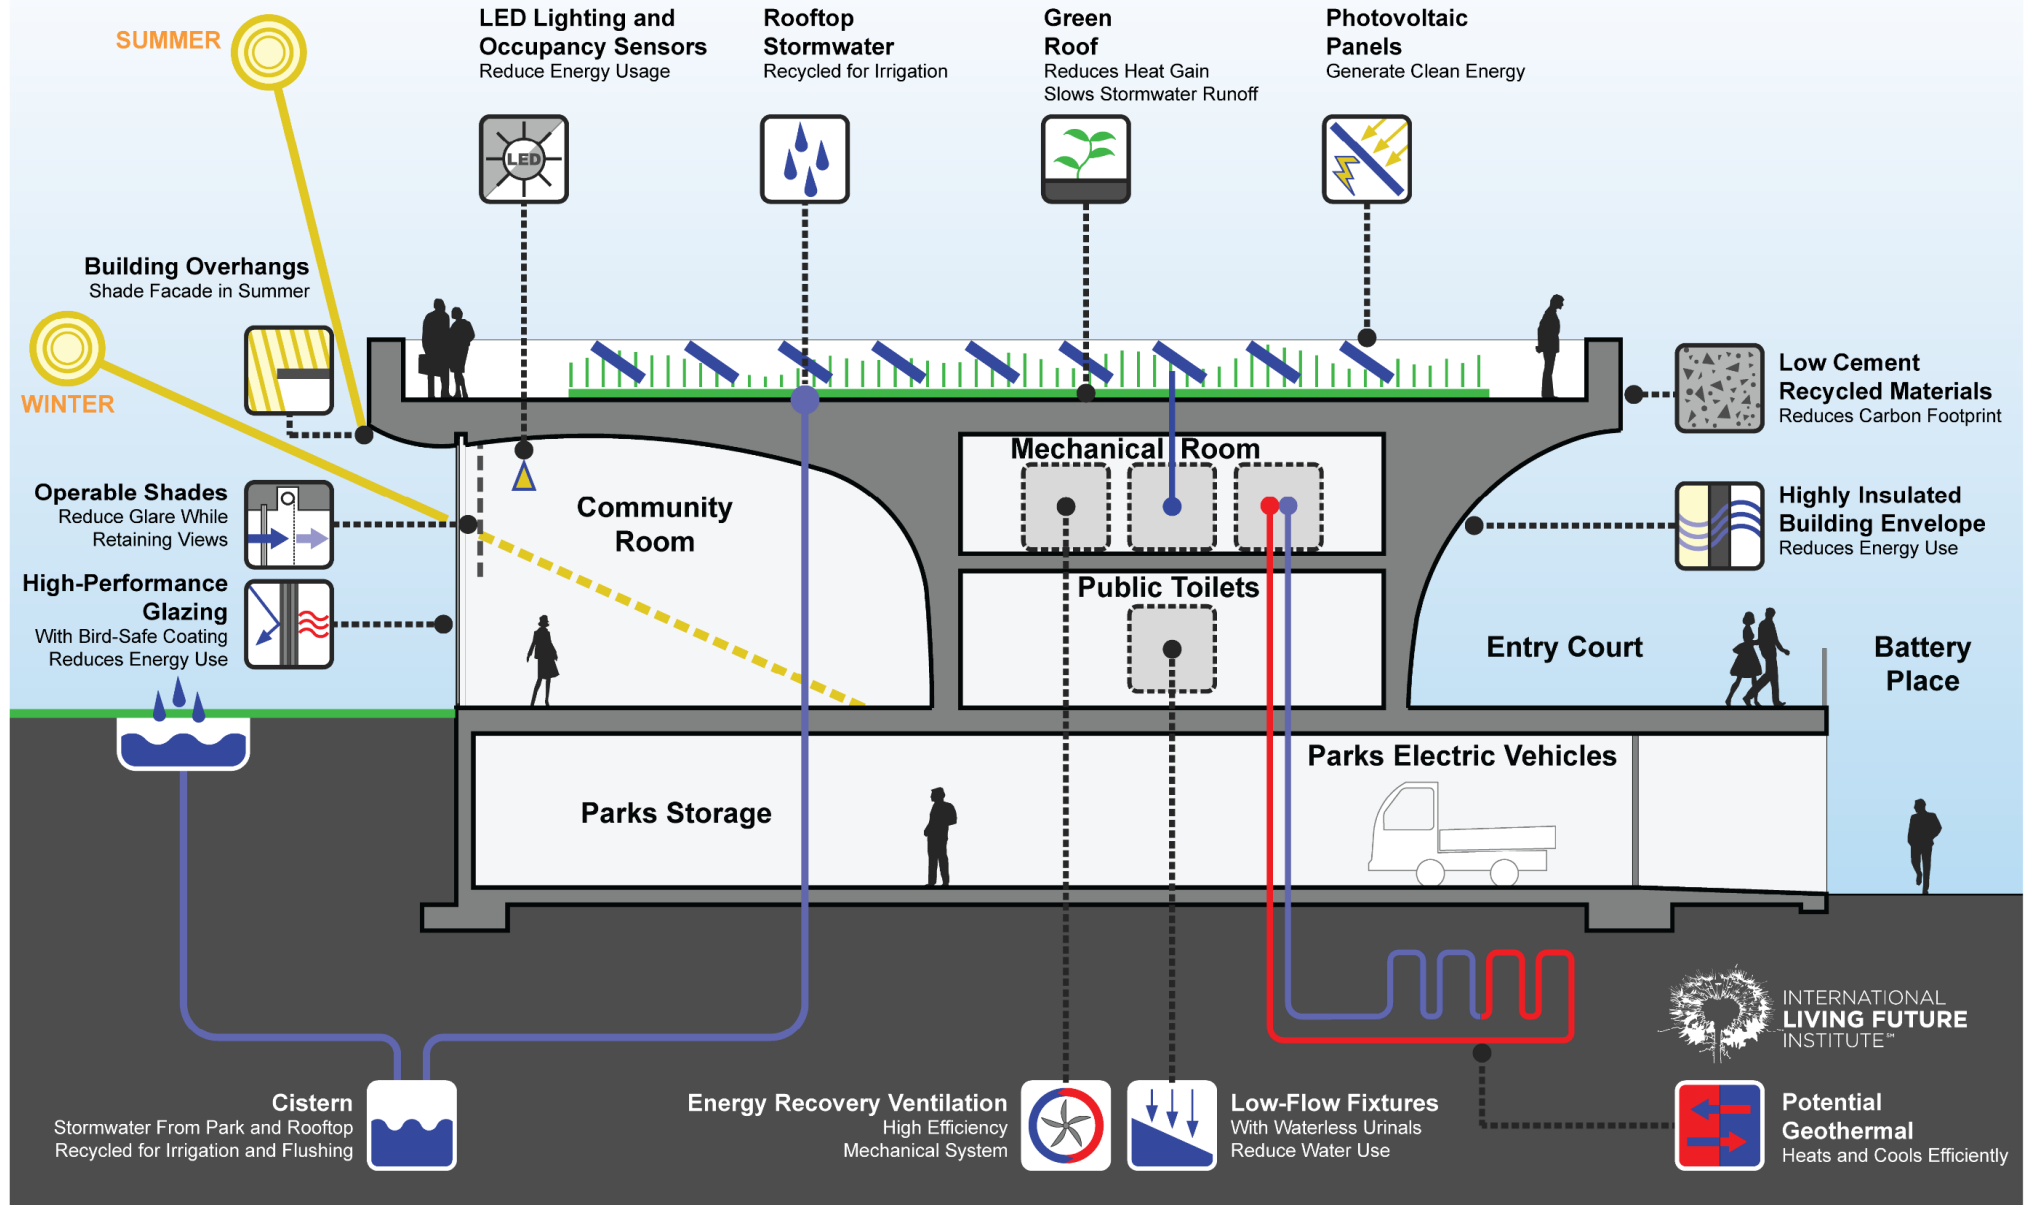 SUMMER
WINTER
LED Lighting and
Occupancy Sensors
Reduce Energy Usage
LED
Rooftop
Stormwater
Recycled for Irrigation
Green
Roof
Reduces Heat Gain
Slows Stormwater Runoff
Photovoltaic
Panels
Generate Clean Energy
Building Overhangs
Shade Facade in Summer
Operable Shades
Reduce Glare While
Retaining Views
High-Performance
Glazing
With Bird-Safe Coating
Reduces Energy Use
Community
Room
Mechanical Room
Public Toilets
Low Cement
Recycled Materials
Reduces Carbon Footprint
Highly Insulated
Building Envelope
Reduces Energy Use
Entry Court
Battery
Place
Parks Storage
Parks Electric Vehicles
INTERNATIONAL
LIVING FUTURE
INSTITUTE℠
Cistern
Stormwater From Park and Rooftop
Recycled for Irrigation and Flushing
Energy Recovery Ventilation
High Efficiency
Mechanical System
Low-Flow Fixtures
With Waterless Urinals
Reduce Water Use
Potential
Geothermal
Heats and Cools Efficiently